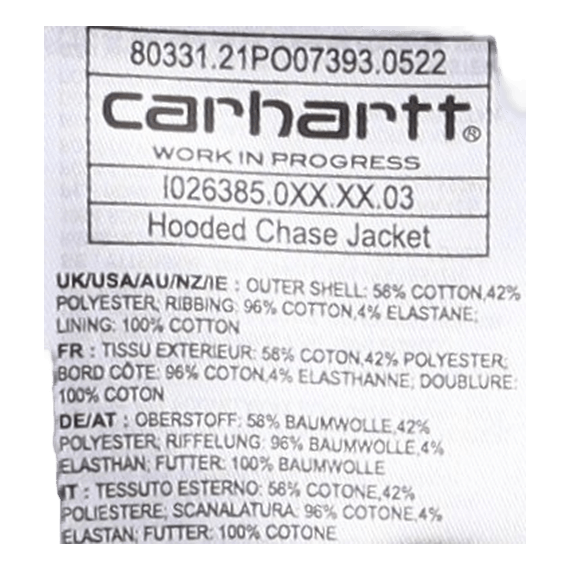 80331.21PO07393.0522
carhartt®
WORK IN PROGRESS
I026385.0XX.XX.03
Hooded Chase Jacket
UK/USA/AU/NZ/IE : OUTER SHELL: 58% COTTON,42%
POLYESTER; RIBBING: 96% COTTON,4% ELASTANE;
LINING: 100% COTTON
FR : TISSU EXTERIEUR: 58% COTON,42% POLYESTER;
BORD CÔTE: 96% COTON,4% ELASTHANNE; DOUBLURE:
100% COTON
DE/AT : OBERSTOFF: 58% BAUMWOLLE,42%
POLYESTER; RIFFELUNG: 96% BAUMWOLLE,4%
ELASTHAN; FUTTER: 100% BAUMWOLLE
IT : TESSUTO ESTERNO: 58% COTONE,42%
POLIESTERE; SCANALATURA: 96% COTONE,4%
ELASTAN; FUTTER: 100% COTONE